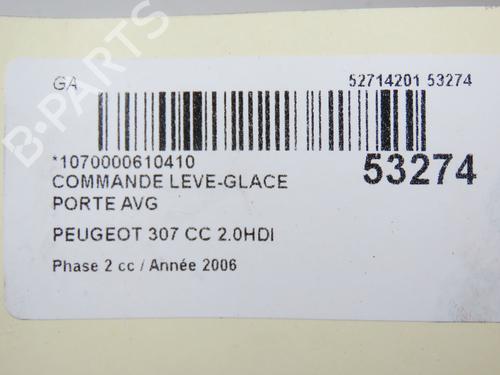 GA 52714201 53274
*1070000610410 53274
COMMANDE LEVE-GLACE
PORTE AVG
PEUGEOT 307 CC 2.0HDI
Phase 2 cc / Année 2006
B-PARTS